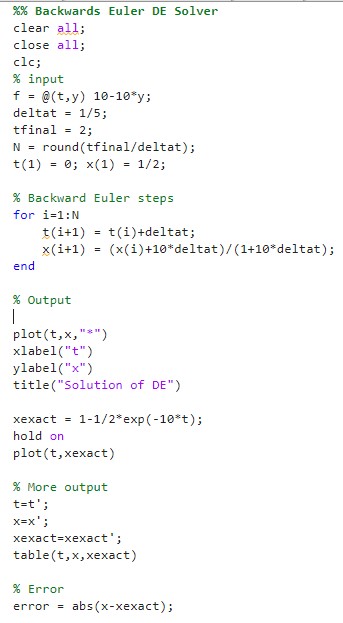 %% Backwards Euler DE Solver
clear all;
close all;
clc;
% input
f = @(t,y) 10-10*y;
deltat = 1/5;
tfinal = 2;
N = round(tfinal/deltat);
t(1) = 0; x(1) = 1/2;
% Backward Euler steps
for i=1:N
t(i+1) = t(i)+deltat;
x(i+1) = (x(i)+10*deltat)/(1+10*deltat);
end
% Output
plot(t,x,"*")
xlabel("t")
ylabel("x")
title("Solution of DE")
xexact = 1-1/2*exp(-10*t);
hold on
plot(t,xexact)
% More output
t=t';
x=x';
xexact=xexact';
table(t,x,xexact)
% Error
error = abs(x-xexact);